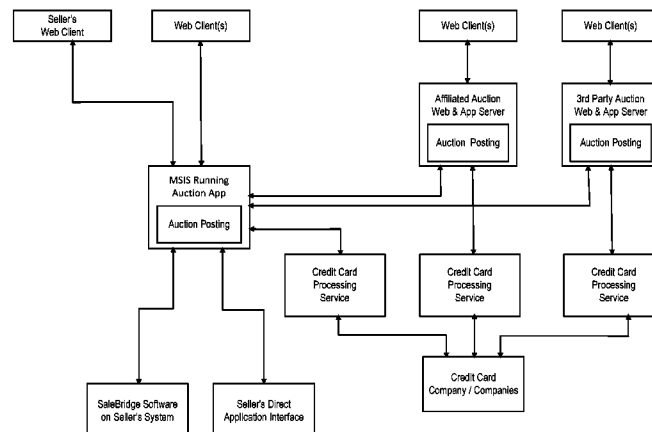 Seller's
Web Client
Web Client(s)
Web Client(s)
Web Client(s)
Affiliated Auction
Web & App Server
Auction Posting
3rd Party Auction
Web & App Server
Auction Posting
MSIS Running
Auction App
Auction Posting
Credit Card
Processing
Service
Credit Card
Processing
Service
Credit Card
Processing
Service
Credit Card
Company / Companies
SaleBridge Software
on Seller's System
Seller's Direct
Application Interface